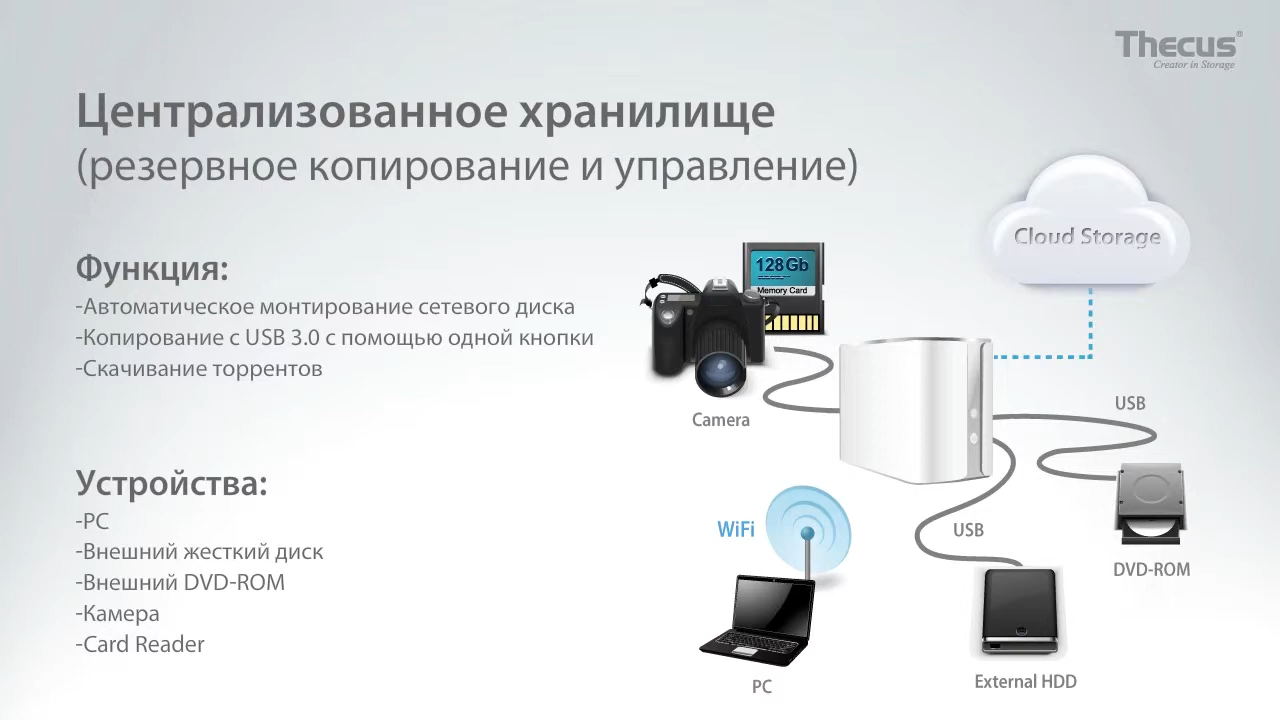 Thecus®
Creator in Storage
Централизованное хранилище
(резервное копирование и управление)
Cloud Storage
Функция:
-Автоматическое монтирование сетевого диска
-Копирование с USB 3.0 с помощью одной кнопки
-Скачивание торрентов
128Gb
Memory Card
Camera
USB
Устройства:
-PC
-Внешний жесткий диск
-Внешний DVD-ROM
-Камера
-Card Reader
WiFi
USB
DVD-ROM
PC
External HDD